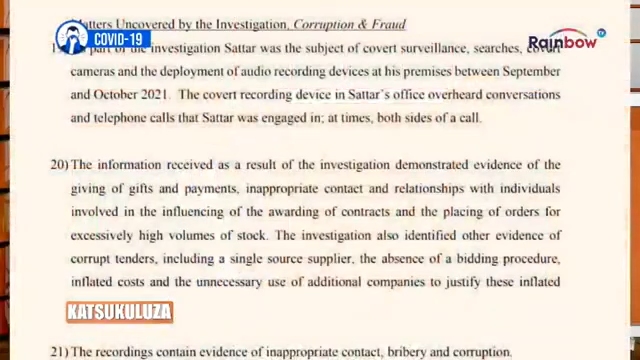 Matters Uncovered by the Investigation, Corruption & Fraud
COVID-19
Rainbow
part of the investigation Sattar was the subject of covert surveillance, searches, covert
cameras and the deployment of audio recording devices at his premises between September
and October 2021. The covert recording device in Sattar's office overheard conversations
and telephone calls that Sattar was engaged in; at times, both sides of a call.
20) The information received as a result of the investigation demonstrated evidence of the
giving of gifts and payments, inappropriate contact and relationships with individuals
involved in the influencing of the awarding of contracts and the placing of orders for
excessively high volumes of stock. The investigation also identified other evidence of
corrupt tenders, including a single source supplier, the absence of a bidding procedure,
inflated costs and the unnecessary use of additional companies to justify these inflated
KATSUKULUZA
21) The recordings contain evidence of inappropriate contact, bribery and corruption.